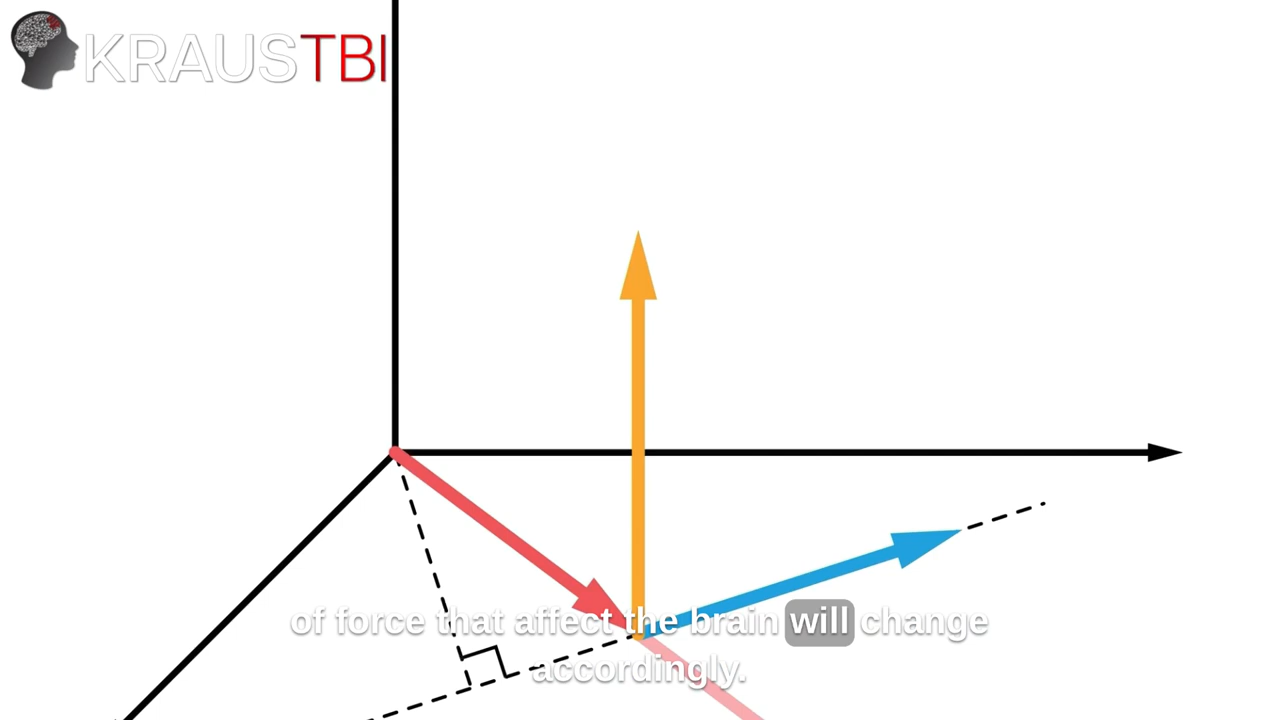 KRAUSTBI
of force that affect the brain will change
accordingly.